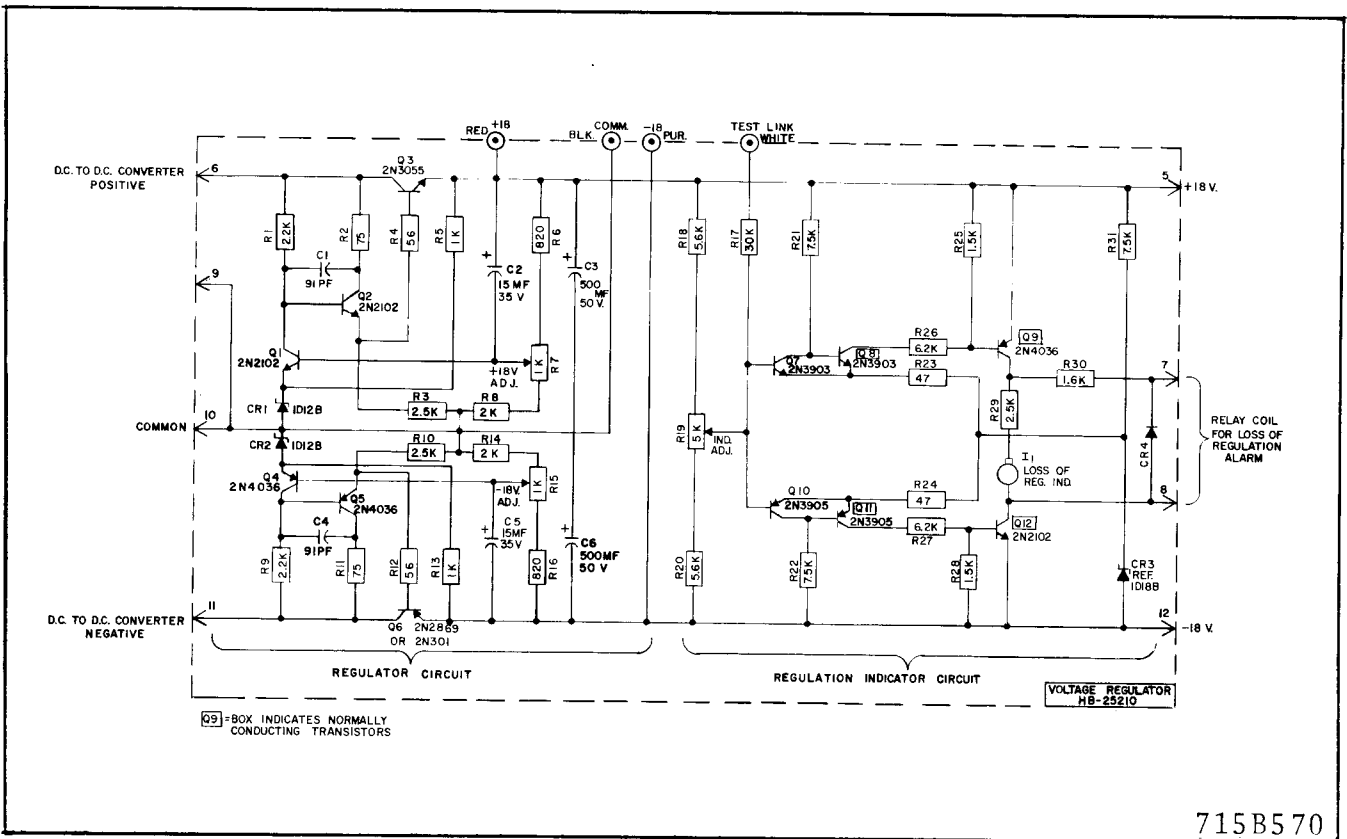 RED +18
BLK. COMM.
-18 PUR.
TEST LINK
WHITE
D.C. TO D.C. CONVERTER
POSITIVE
6
Q3
2N3055
5
+18 V.
R1
2.2K
R2
75
R4
56
R5
1K
R6
820
C1
91PF
C2
15 MF
35 V
C3
500
MF
50 V.
R18
5.6K
R17
30K
R21
7.5K
R25
1.5K
R31
7.5K
9
Q2
2N2102
Q1
2N2102
+18V
ADJ.
1K
R7
Q7
2N3903
Q8
2N3903
R26
6.2K
R23
47
Q9
2N4036
R30
1.6K
7
CR1
1D12B
R3
2.5K
R8
2K
COMMON
10
R19
5K
IND.
ADJ.
R29
2.5K
CR4
RELAY COIL
FOR LOSS OF
REGULATION
ALARM
CR2
1D12B
R10
2.5K
R14
2K
I1
LOSS OF
REG. IND.
Q4
2N4036
Q5
2N4036
-18V.
ADJ.
1K
R15
Q10
2N3905
Q11
2N3905
R24
47
6.2K
R27
Q12
2N2102
8
C4
91PF
C5
15MF
35V
C6
500MF
50 V
R9
2.2K
R11
75
R12
56
R13
1K
820
R16
R20
5.6K
R22
7.5K
R28
1.5K
CR3
REF.
1D18B
D.C. TO D.C. CONVERTER
NEGATIVE
11
Q6
2N2869
OR 2N301
12
-18 V.
REGULATOR CIRCUIT
REGULATION INDICATOR CIRCUIT
VOLTAGE REGULATOR
HB-25210
Q9 =BOX INDICATES NORMALLY
CONDUCTING TRANSISTORS
715B570